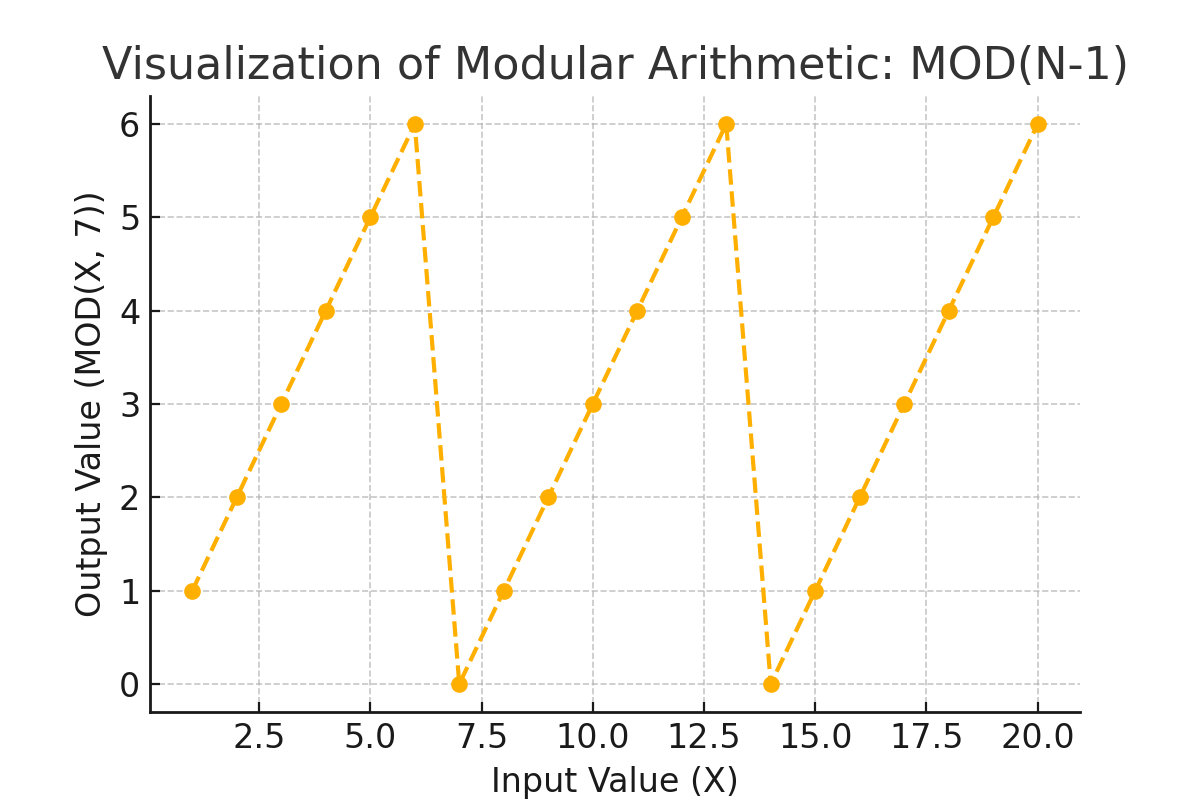 Visualization of Modular Arithmetic: MOD(N-1)
Output Value (MOD(X, 7))
6
5
4
3
2
1
0
2.5 5.0 7.5 10.0 12.5 15.0 17.5 20.0
Input Value (X)